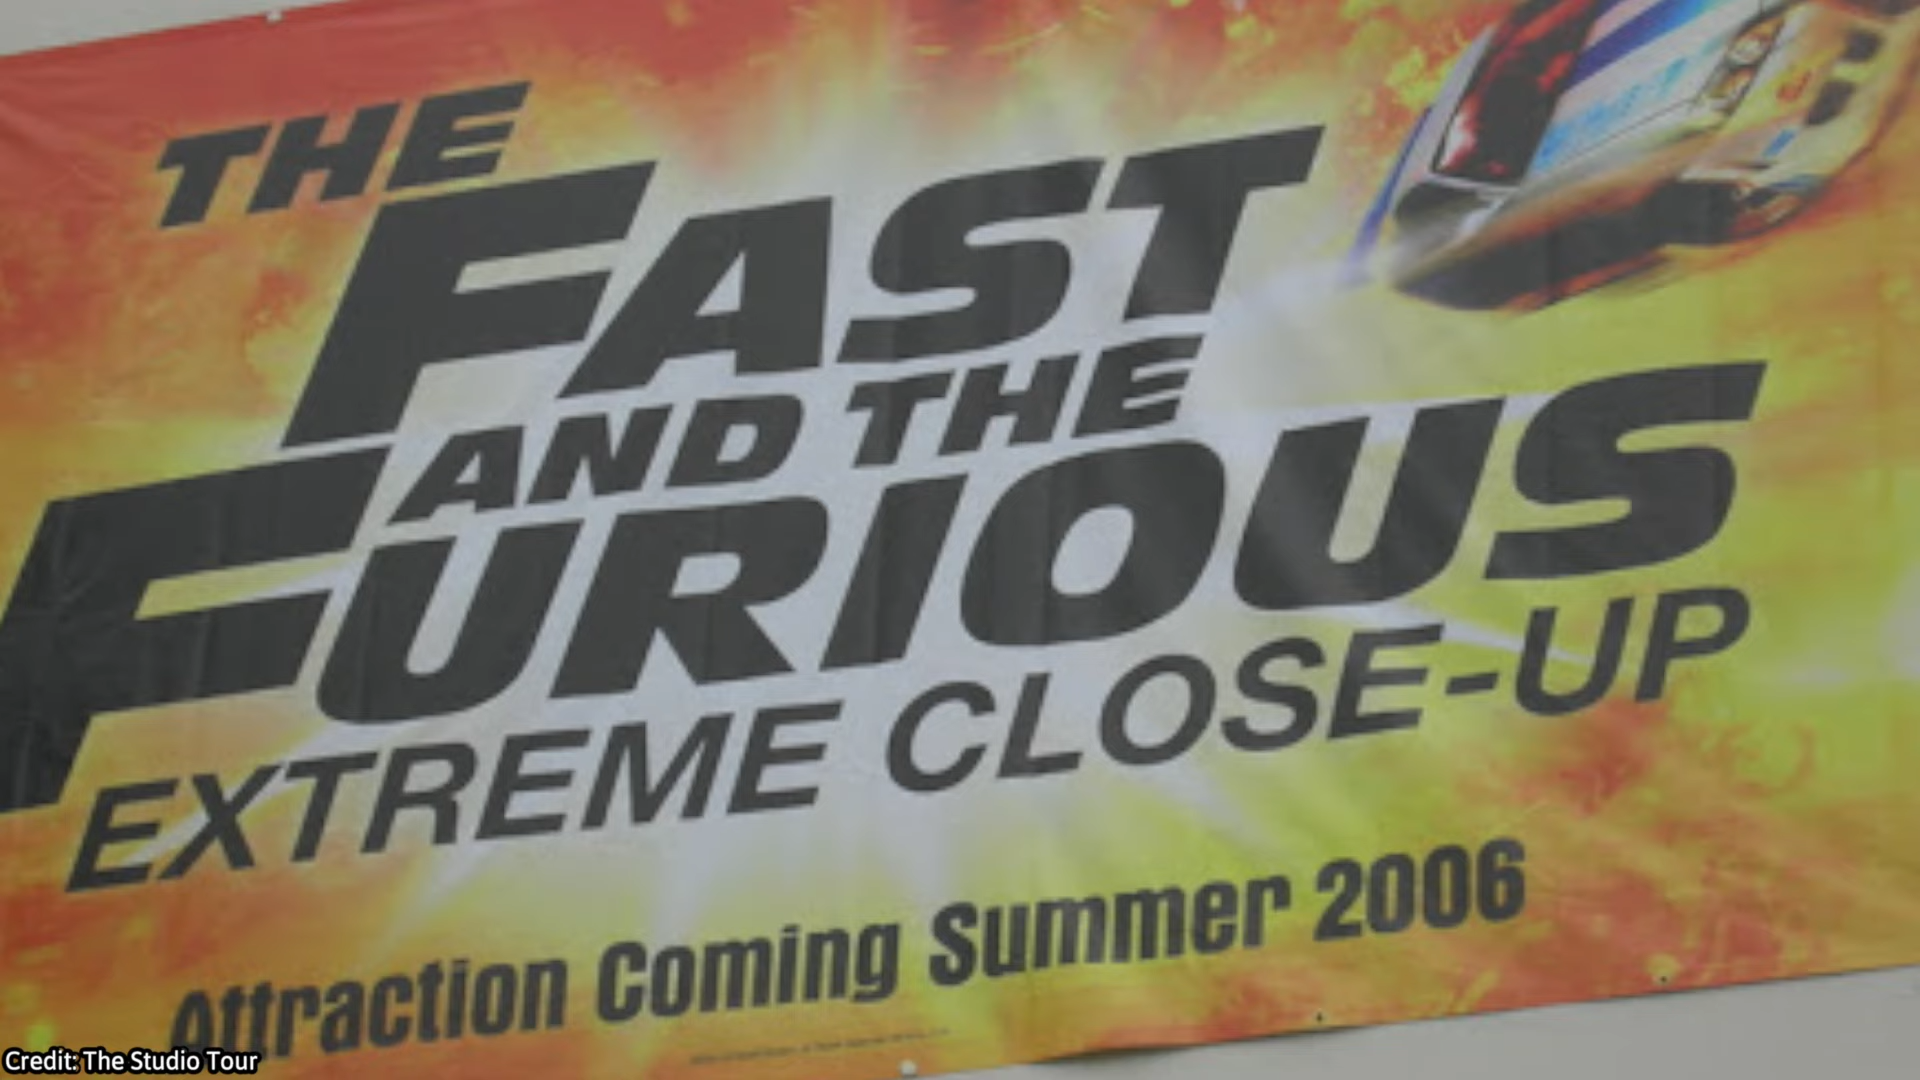 THE
FAST
AND THE
FURIOUS
EXTREME CLOSE-UP
Attraction Coming Summer 2006
Credit: The Studio Tour